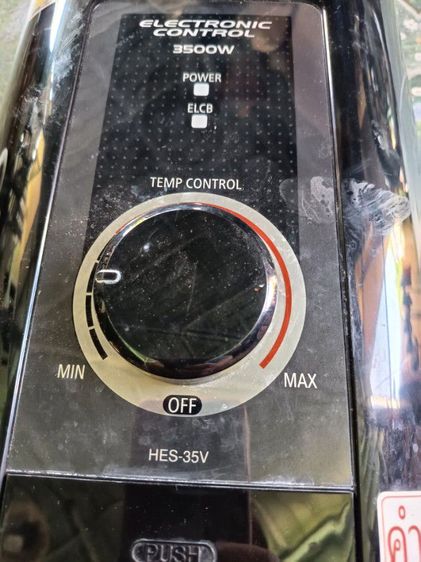 ELECTRONIC
CONTROL
3500W
POWER
ELCB
TEMP CONTROL
MIN
MAX
OFF
HES-35V
PUSH